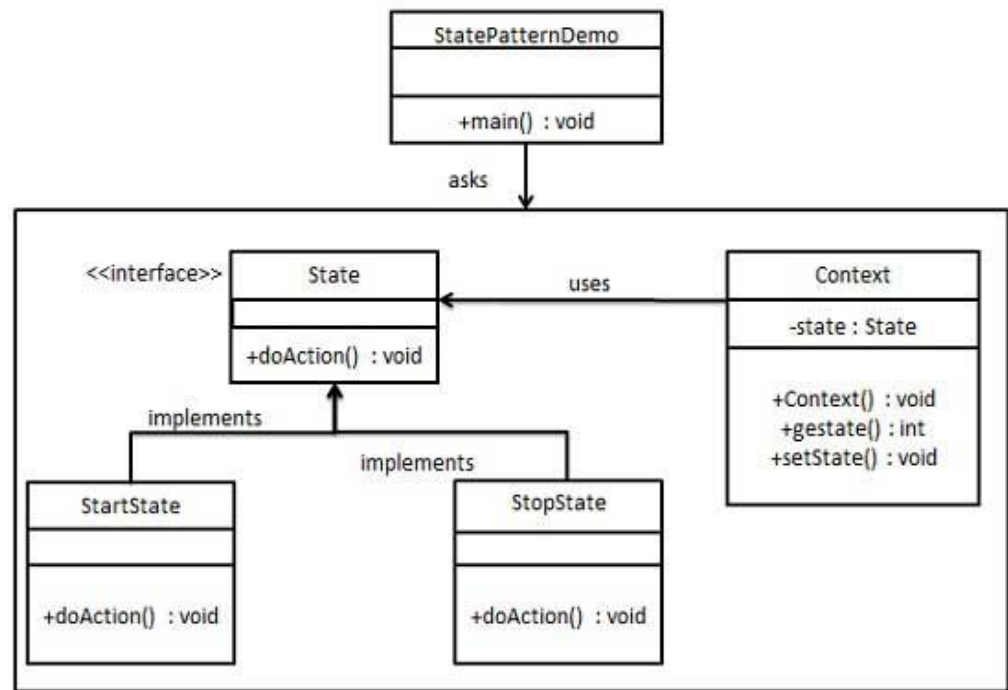 StatePatternDemo
+main() : void
asks
<<interface>>
State
+doAction() : void
uses
Context
-state : State
+Context() : void
+gestate() : int
+setState() : void
implements
implements
StartState
+doAction() : void
StopState
+doAction() : void